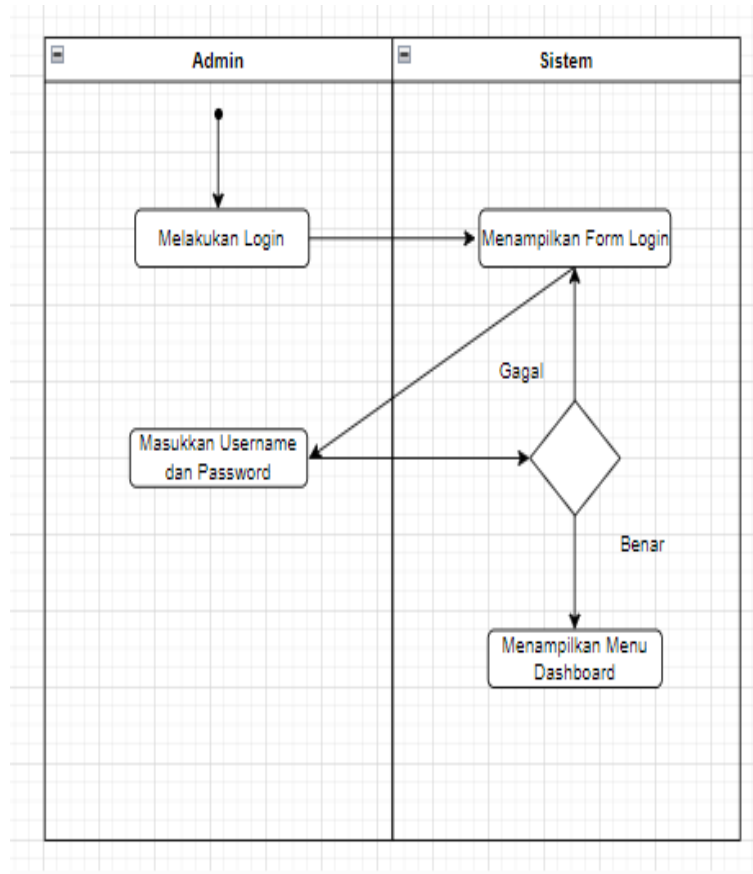 Admin
Sistem
Melakukan Login
Menampilkan Form Login
Gagal
Masukkan Username
dan Password
Benar
Menampilkan Menu
Dashboard